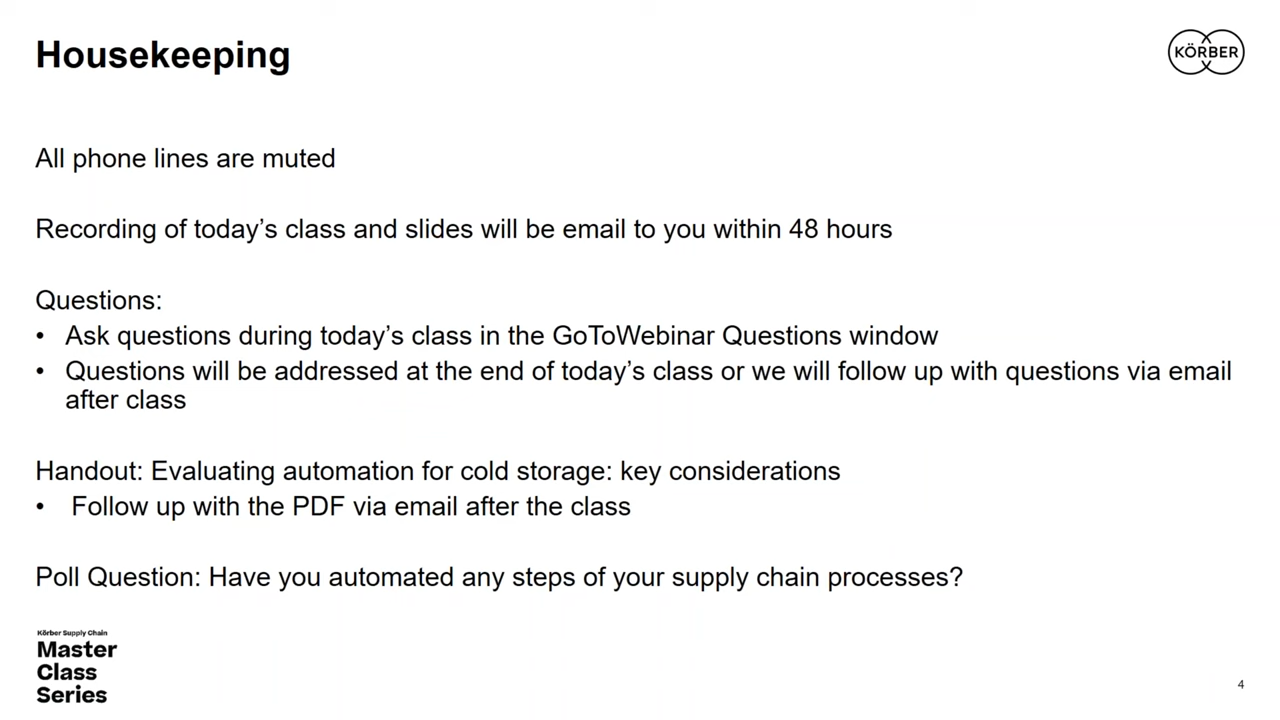 Housekeeping
KÖRBER
All phone lines are muted
Recording of today’s class and slides will be email to you within 48 hours
Questions:
• Ask questions during today’s class in the GoToWebinar Questions window
• Questions will be addressed at the end of today’s class or we will follow up with questions via email
after class
Handout: Evaluating automation for cold storage: key considerations
• Follow up with the PDF via email after the class
Poll Question: Have you automated any steps of your supply chain processes?
Körber Supply Chain
Master
Class
Series
4